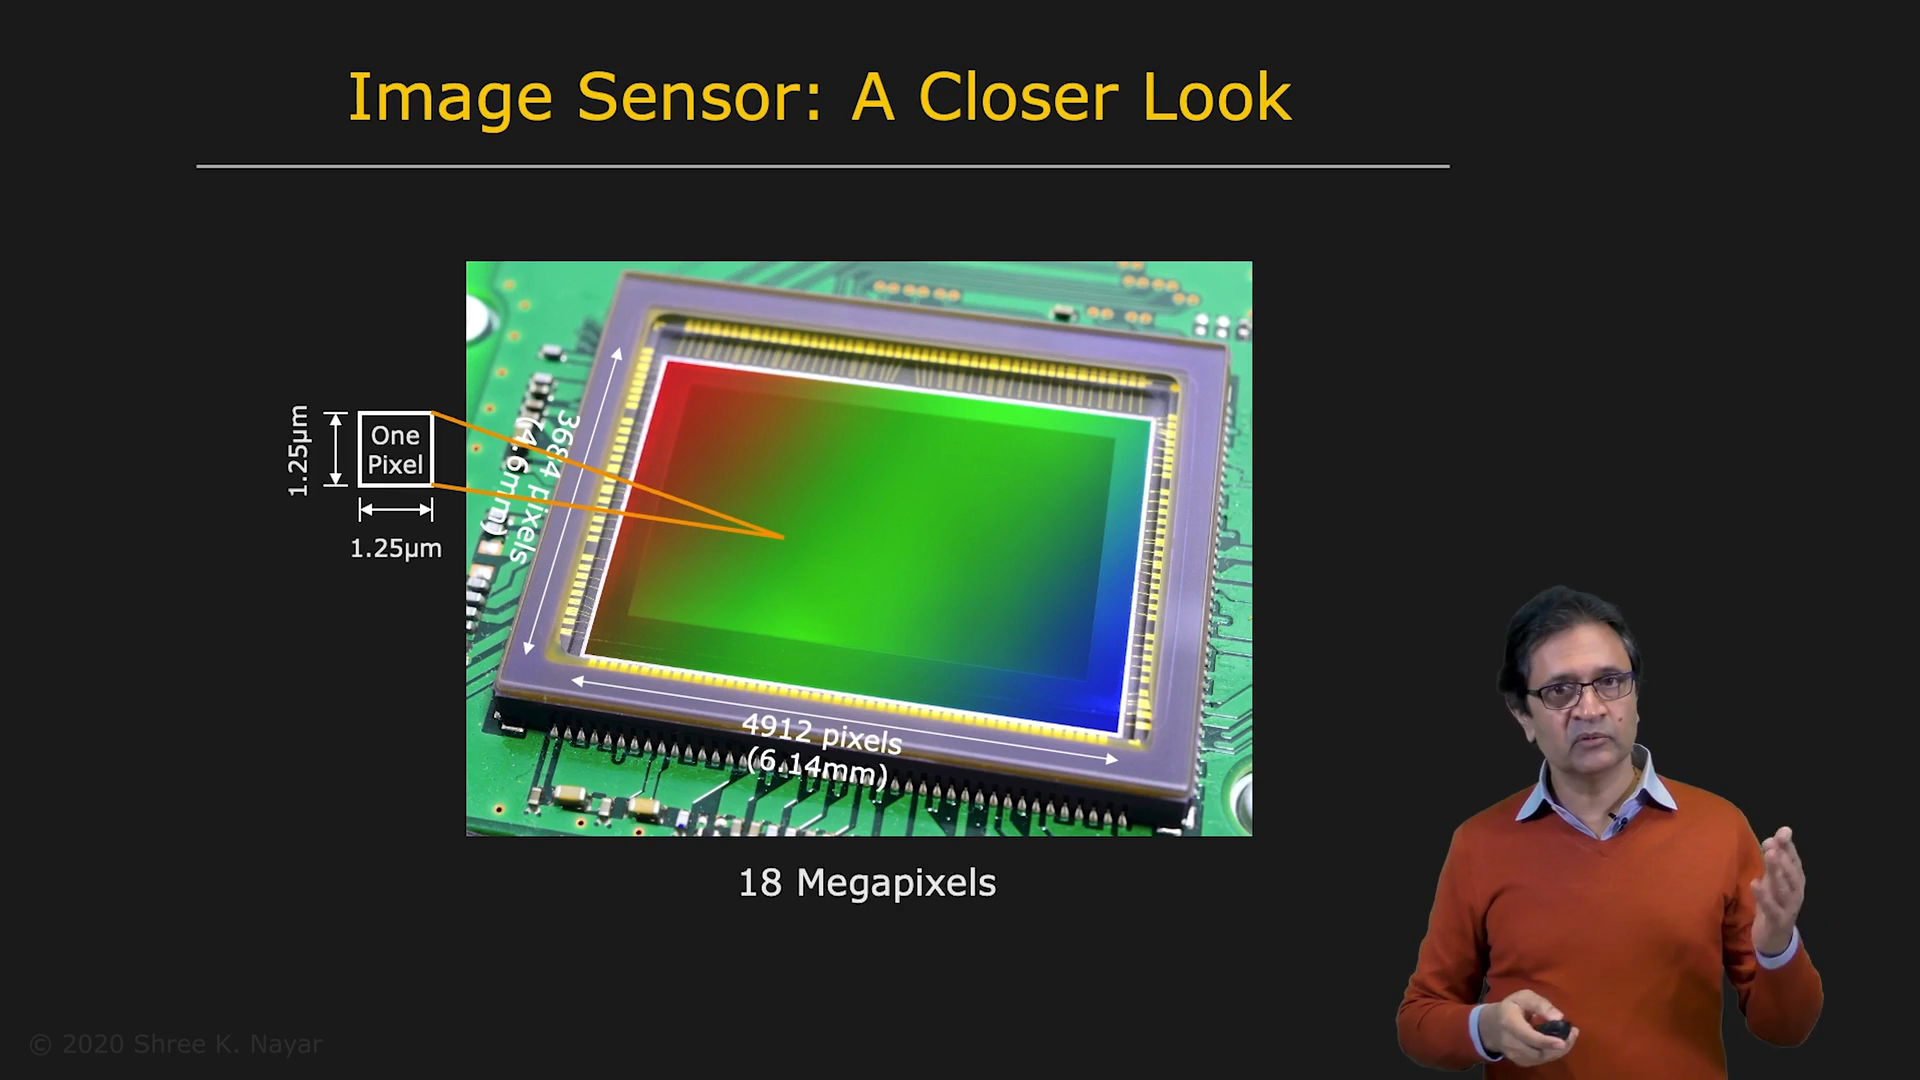 Image Sensor: A Closer Look
1.25µm
One
Pixel
1.25µm
3684 pixels
(4.6mm)
4912 pixels
(6.14mm)
18 Megapixels
© 2020 Shree K. Nayar